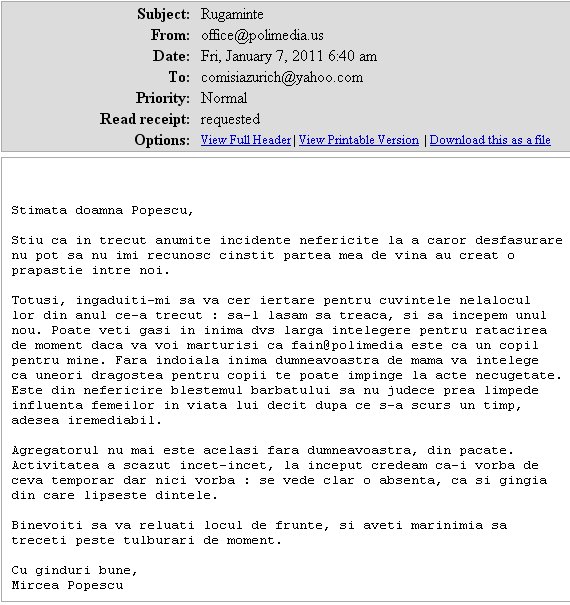 Subject: Rugaminte
From: office@polimedia.us
Date: Fri, January 7, 2011 6:40 am
To: comisiazurich@yahoo.com
Priority: Normal
Read receipt: requested
Options: View Full Header | View Printable Version | Download this as a file
Stimata doamna Popescu,
Stiu ca in trecut anumite incidente nefericite la a caror desfasurare
nu pot sa nu imi recunosc cinstit partea mea de vina au creat o
prapastie intre noi.
Totusi, ingaduiti-mi sa va cer iertare pentru cuvintele nelalocul
lor din anul ce-a trecut : sa-l lasam sa treaca, si sa incepem unul
nou. Poate veti gasi in inima dvs larga intelegere pentru ratacirea
de moment daca va voi marturisi ca fain@polimedia este ca un copil
pentru mine. Fara indoiala inima dumneavoastra de mama va intelege
ca uneori dragostea pentru copii te poate impinge la acte necugetate.
Este din nefericire blestemul barbatului sa nu judece prea limpede
influenta femeilor in viata lui decit dupa ce s-a scurs un timp,
adesea iremediabil.
Agregatorul nu mai este acelasi fara dumneavoastra, din pacate.
Activitatea a scazut incet-incet, la inceput credeam ca-i vorba de
ceva temporar dar nici vorba : se vede clar o absenta, ca si gingia
din care lipseste dintele.
Binevoiti sa va reluati locul de frunte, si aveti marinimia sa
treceti peste tulburari de moment.
Cu ginduri bune,
Mircea Popescu